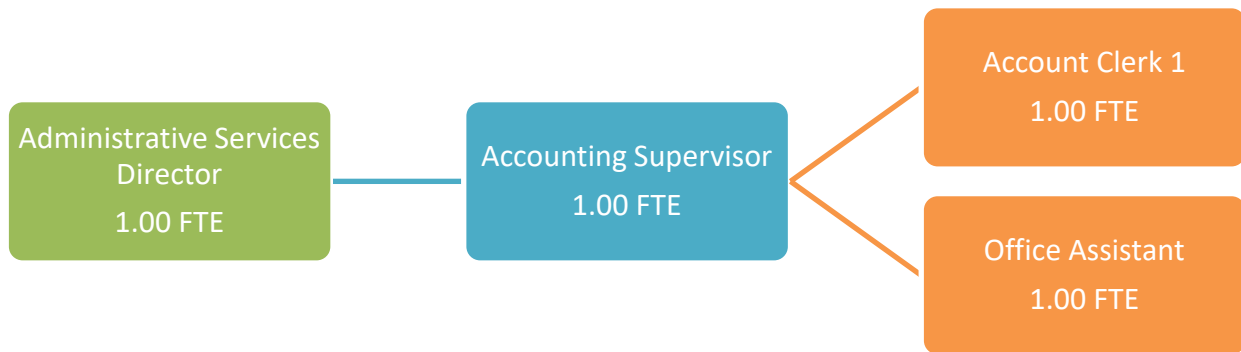 Administrative Services
Director
1.00 FTE
Accounting Supervisor
1.00 FTE
Account Clerk 1
1.00 FTE
Office Assistant
1.00 FTE